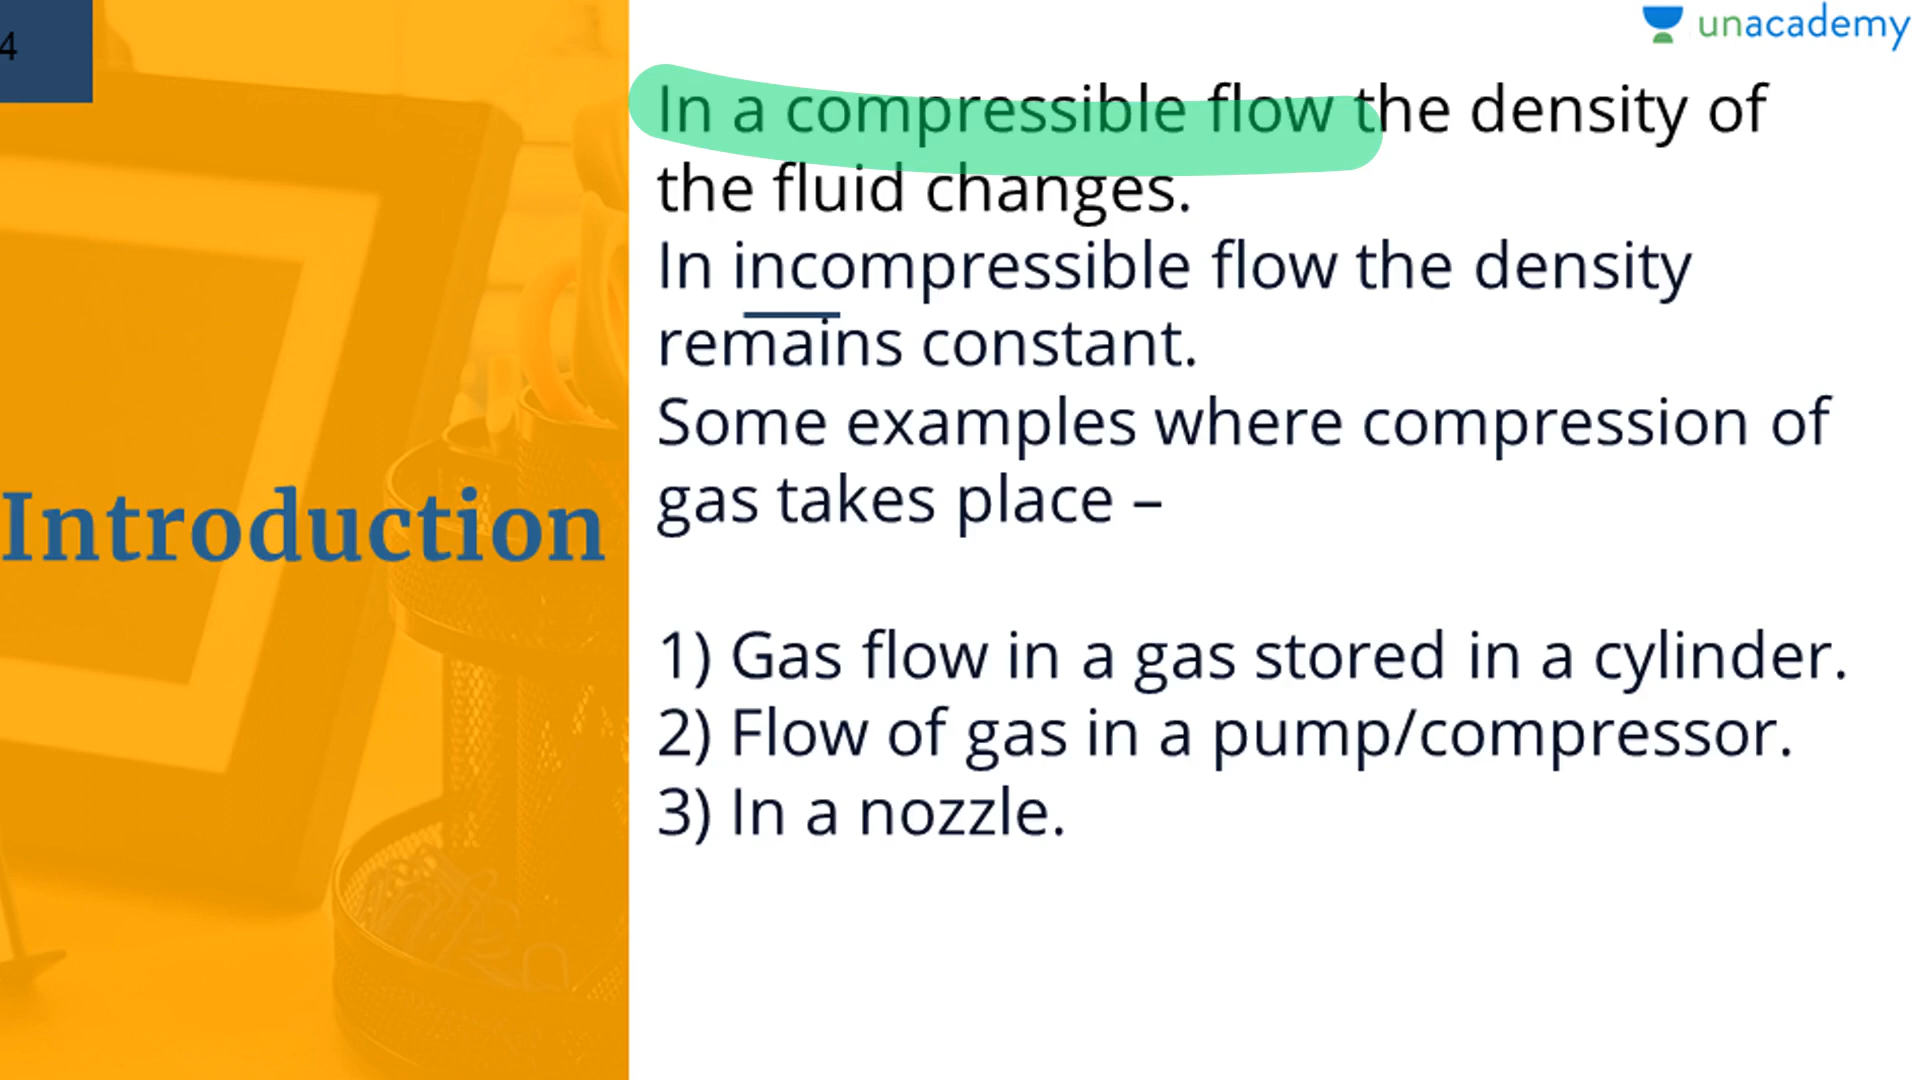 4
unacademy
In a compressible flow the density of
the fluid changes.
In incompressible flow the density
remains constant.
Some examples where compression of
gas takes place –
Introduction
1) Gas flow in a gas stored in a cylinder.
2) Flow of gas in a pump/compressor.
3) In a nozzle.